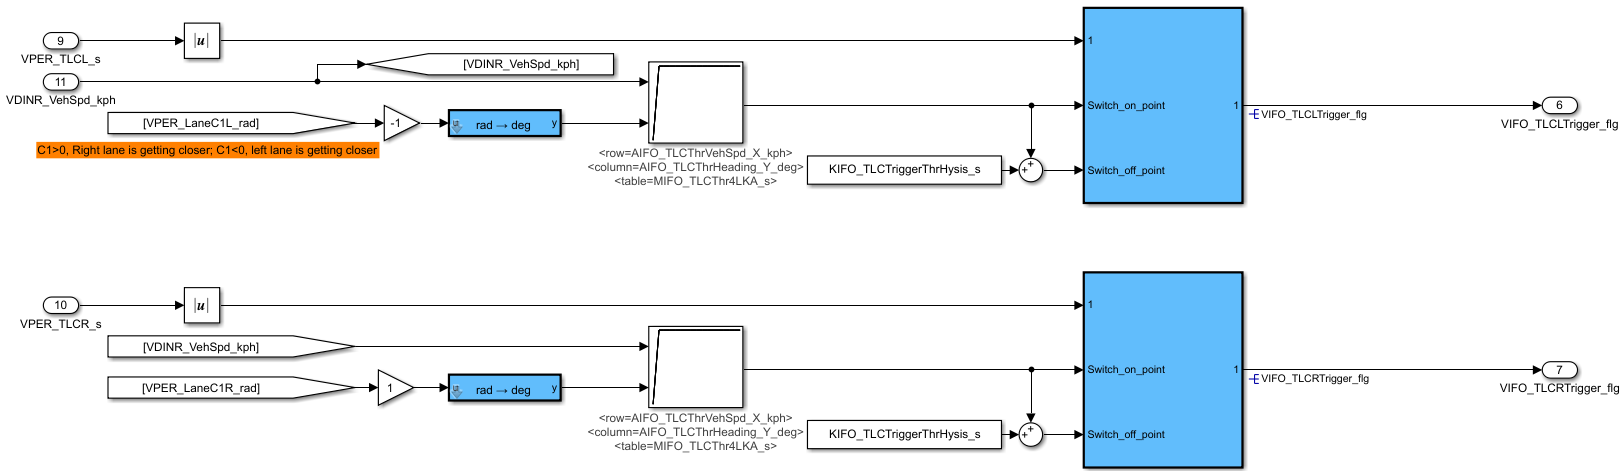 9
|u|
1
VPER_TLCL_s
[VDINR_VehSpd_kph]
11
VDINR_VehSpd_kph
Switch_on_point
1
6
VIFO_TLCLTrigger_flg
VIFO_TLCLTrigger_flg
[VPER_LaneC1L_rad]
-1
rad → deg
y
C1>0, Right lane is getting closer; C1<0, left lane is getting closer
<row=AIFO_TLCThrVehSpd_X_kph>
<column=AIFO_TLCThrHeading_Y_deg>
<table=MIFO_TLCThr4LKA_s>
KIFO_TLCTriggerThrHysis_s
+
+
Switch_off_point
10
|u|
1
VPER_TLCR_s
[VDINR_VehSpd_kph]
Switch_on_point
1
7
VIFO_TLCRTrigger_flg
VIFO_TLCRTrigger_flg
[VPER_LaneC1R_rad]
1
rad → deg
y
<row=AIFO_TLCThrVehSpd_X_kph>
<column=AIFO_TLCThrHeading_Y_deg>
<table=MIFO_TLCThr4LKA_s>
KIFO_TLCTriggerThrHysis_s
+
+
Switch_off_point